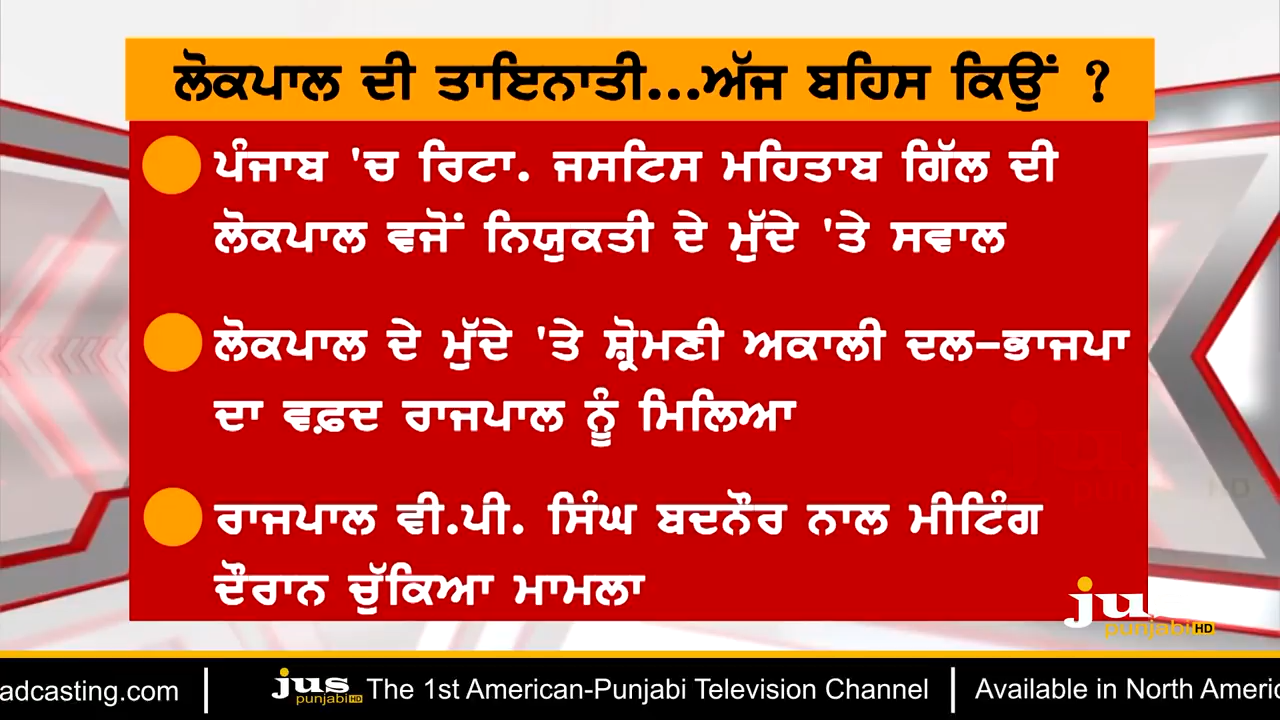 ਲੋਕਪਾਲ ਦੀ ਤਾਇਨਾਤੀ...ਅੱਜ ਬਹਿਸ ਕਿਉਂ ?
ਪੰਜਾਬ 'ਚ ਰਿਟਾ. ਜਸਟਿਸ ਮਹਿਤਾਬ ਗਿੱਲ ਦੀ
ਲੋਕਪਾਲ ਵਜੋਂ ਨਿਯੁਕਤੀ ਦੇ ਮੁੱਦੇ 'ਤੇ ਸਵਾਲ
ਲੋਕਪਾਲ ਦੇ ਮੁੱਦੇ 'ਤੇ ਸ਼੍ਰੋਮਣੀ ਅਕਾਲੀ ਦਲ-ਭਾਜਪਾ
ਦਾ ਵਫ਼ਦ ਰਾਜਪਾਲ ਨੂੰ ਮਿਲਿਆ
ਰਾਜਪਾਲ ਵੀ.ਪੀ. ਸਿੰਘ ਬਦਨੌਰ ਨਾਲ ਮੀਟਿੰਗ
ਦੌਰਾਨ ਚੁੱਕਿਆ ਮਾਮਲਾ
jus
punjabi HD
adcasting.com | jus punjabi HD The 1st American-Punjabi Television Channel | Available in North Americ